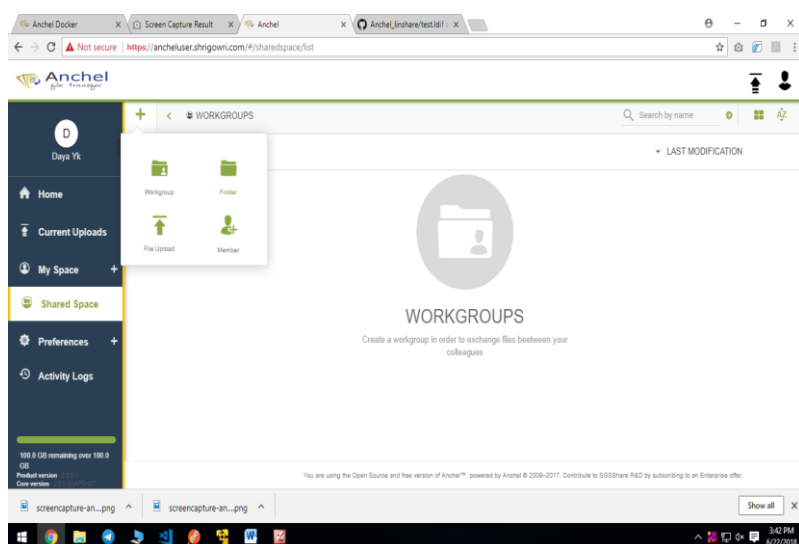 Anchel Docker
Screen Capture Result
Anchel
Anchel_linshare/test.ldif
Not secure https://ancheluser.shrigowri.com/#/sharedspace/list
Anchel
file transfer
WORKGROUPS
Search by name
D
Daya Yk
Workgroup
Folder
LAST MODIFICATION
Home
Current Uploads
File Upload
Member
My Space
Shared Space
WORKGROUPS
Preferences
Create a workgroup in order to exchange files beetween your
colleagues
Activity Logs
100.0 GB remaining over 100.0
GB
Product version
Core version
You are using the Open Source and free version of Anchel™, powered by Anchel © 2009–2017. Contribute to SGSShare R&D by subscribing to an Enterprise offer.
screencapture-an...png
screencapture-an...png
Show all
3:42 PM
6/22/2018